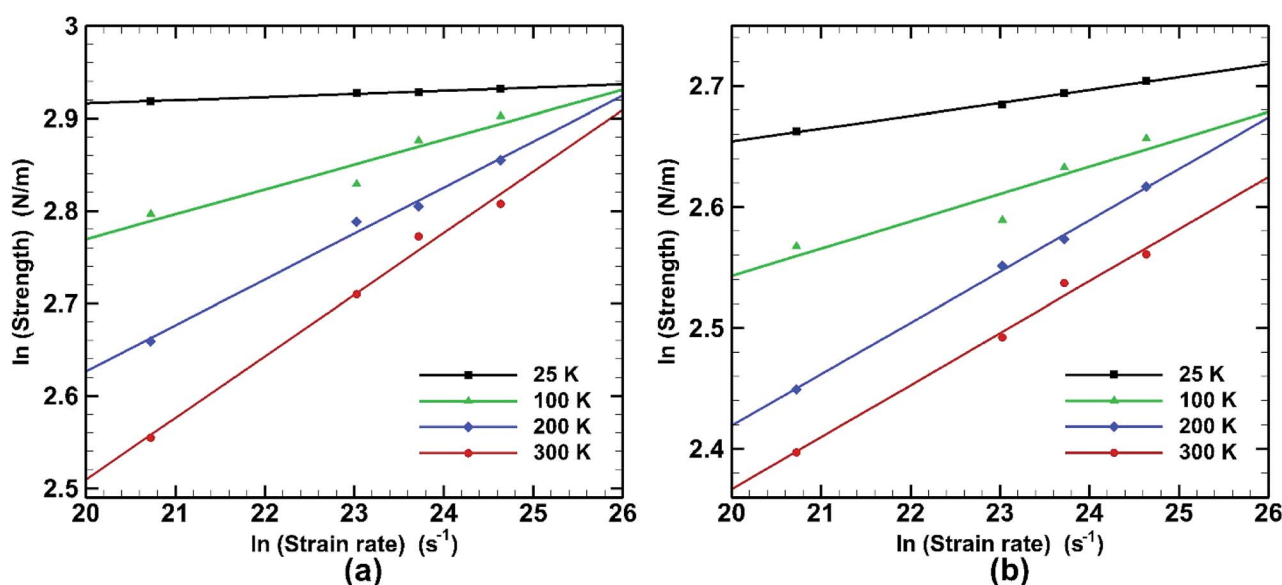 3
2.9
2.8
2.7
2.6
2.5
ln (Strength) (N/m)
25 K
100 K
200 K
300 K
20 21 22 23 24 25 26
ln (Strain rate) (s⁻¹)
(a)
2.7
2.6
2.5
2.4
ln (Strength) (N/m)
25 K
100 K
200 K
300 K
20 21 22 23 24 25 26
ln (Strain rate) (s⁻¹)
(b)